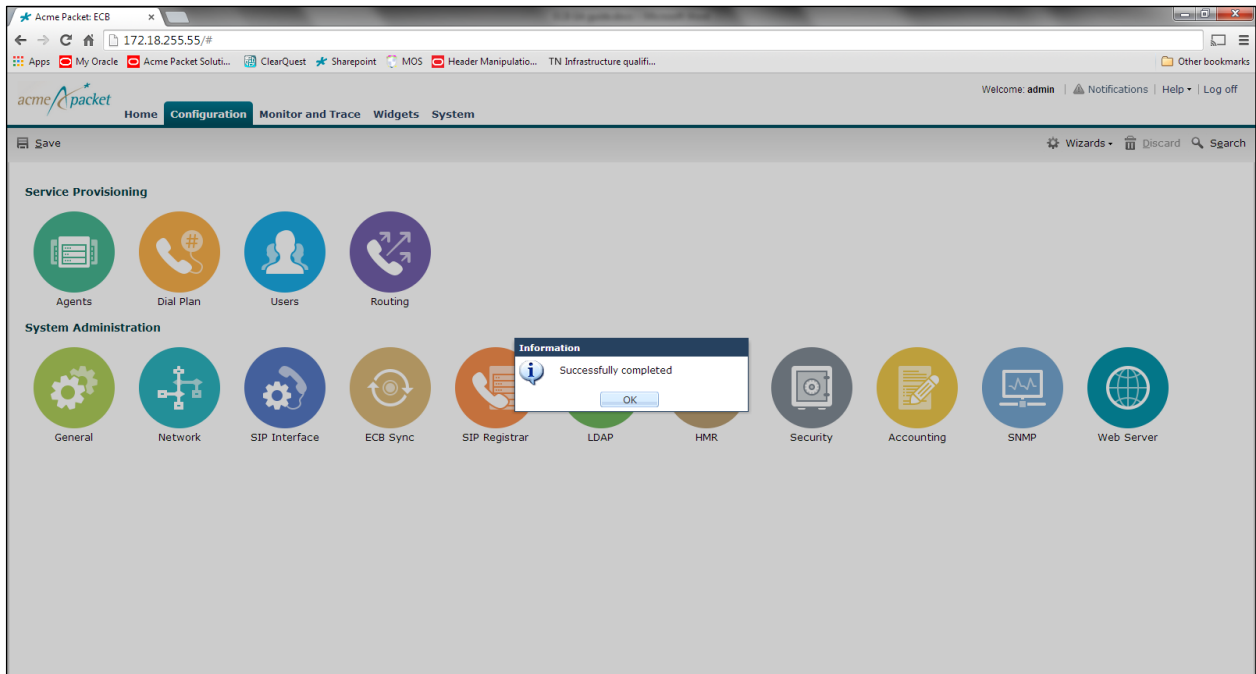 Acme Packet: ECB
172.18.255.55/#
Apps My Oracle Acme Packet Soluti... ClearQuest Sharepoint MOS Header Manipulatio... TN Infrastructure qualifi... Other bookmarks
acme packet
Welcome: admin | Notifications | Help | Log off
Home Configuration Monitor and Trace Widgets System
Save Wizards Discard Search
Service Provisioning
#
Agents Dial Plan Users Routing
System Administration
Information
Successfully completed
OK
General Network SIP Interface ECB Sync SIP Registrar LDAP HMR Security Accounting SNMP Web Server